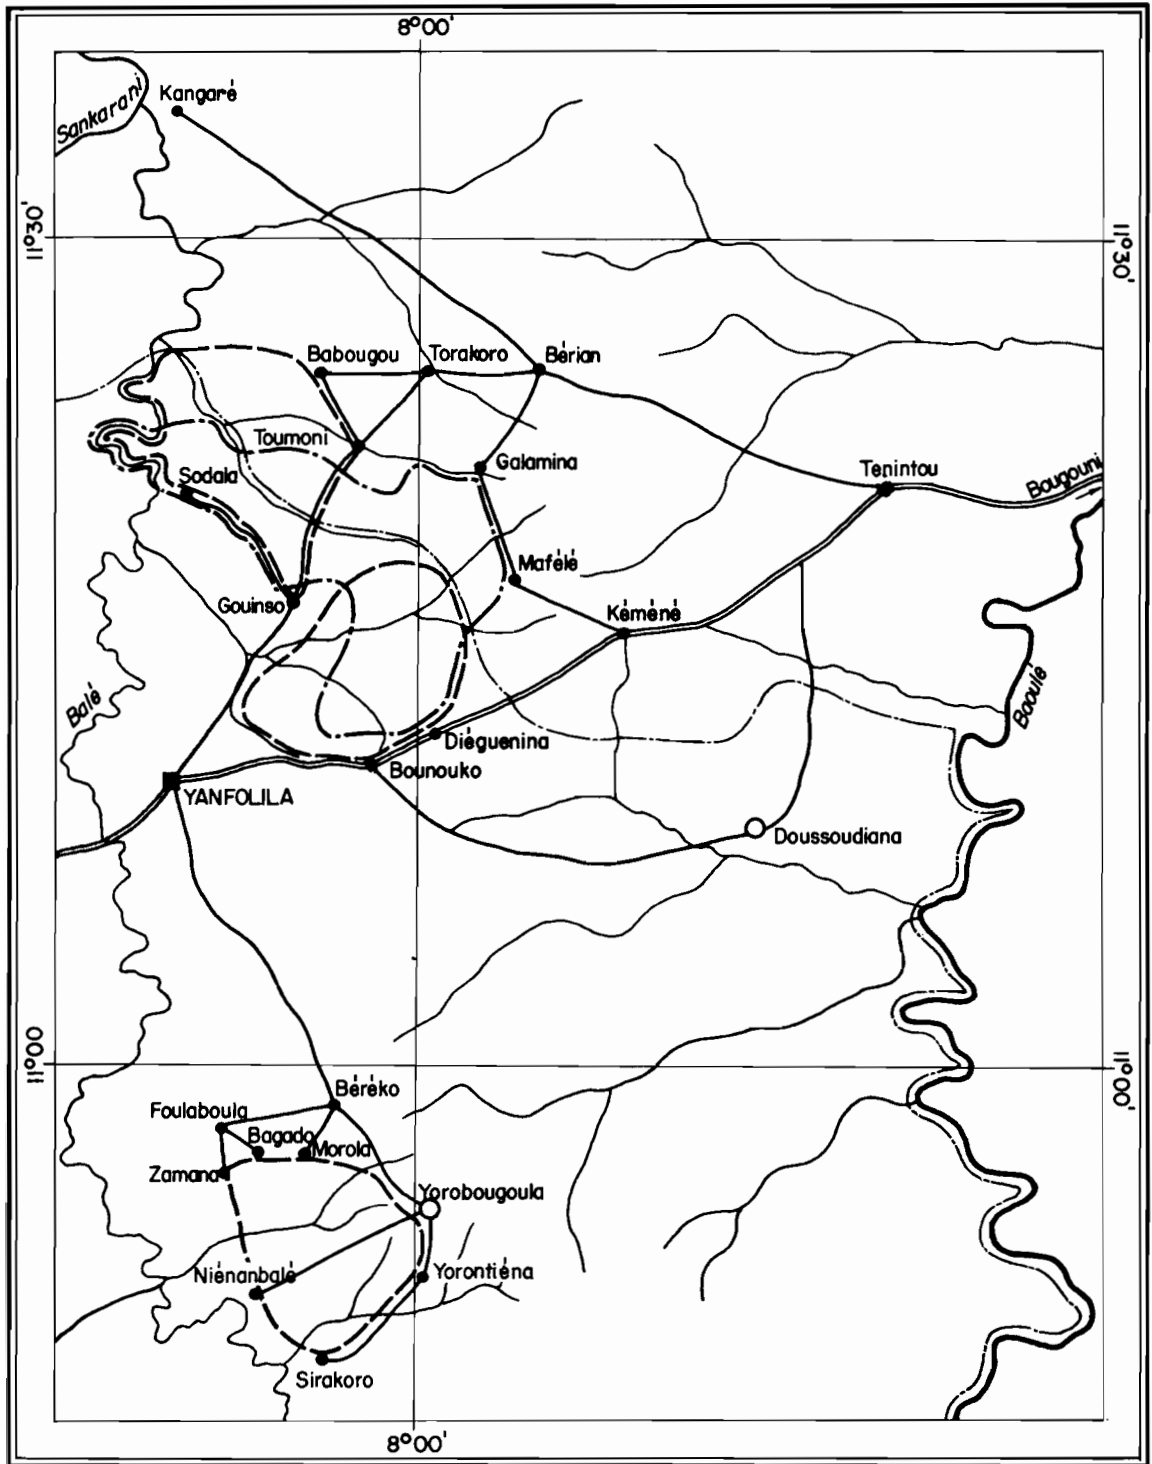 8°00'
Kangaré
Sankarani
11°30'
11°30'
Babougou
Torakoro
Bérian
Toumoni
Galamina
Tenintou
Bougouni
Sodala
Mafélé
Gouinso
Kéméné
Balé
Baoulé
Diéguenina
Bounouko
YANFOLILA
Doussoudiana
11°00
11°00'
Béréko
Foulaboula
Bagado
Morola
Zamana
Yorobougoula
Niénanbalé
Yorontiéna
Sirakoro
8°00'